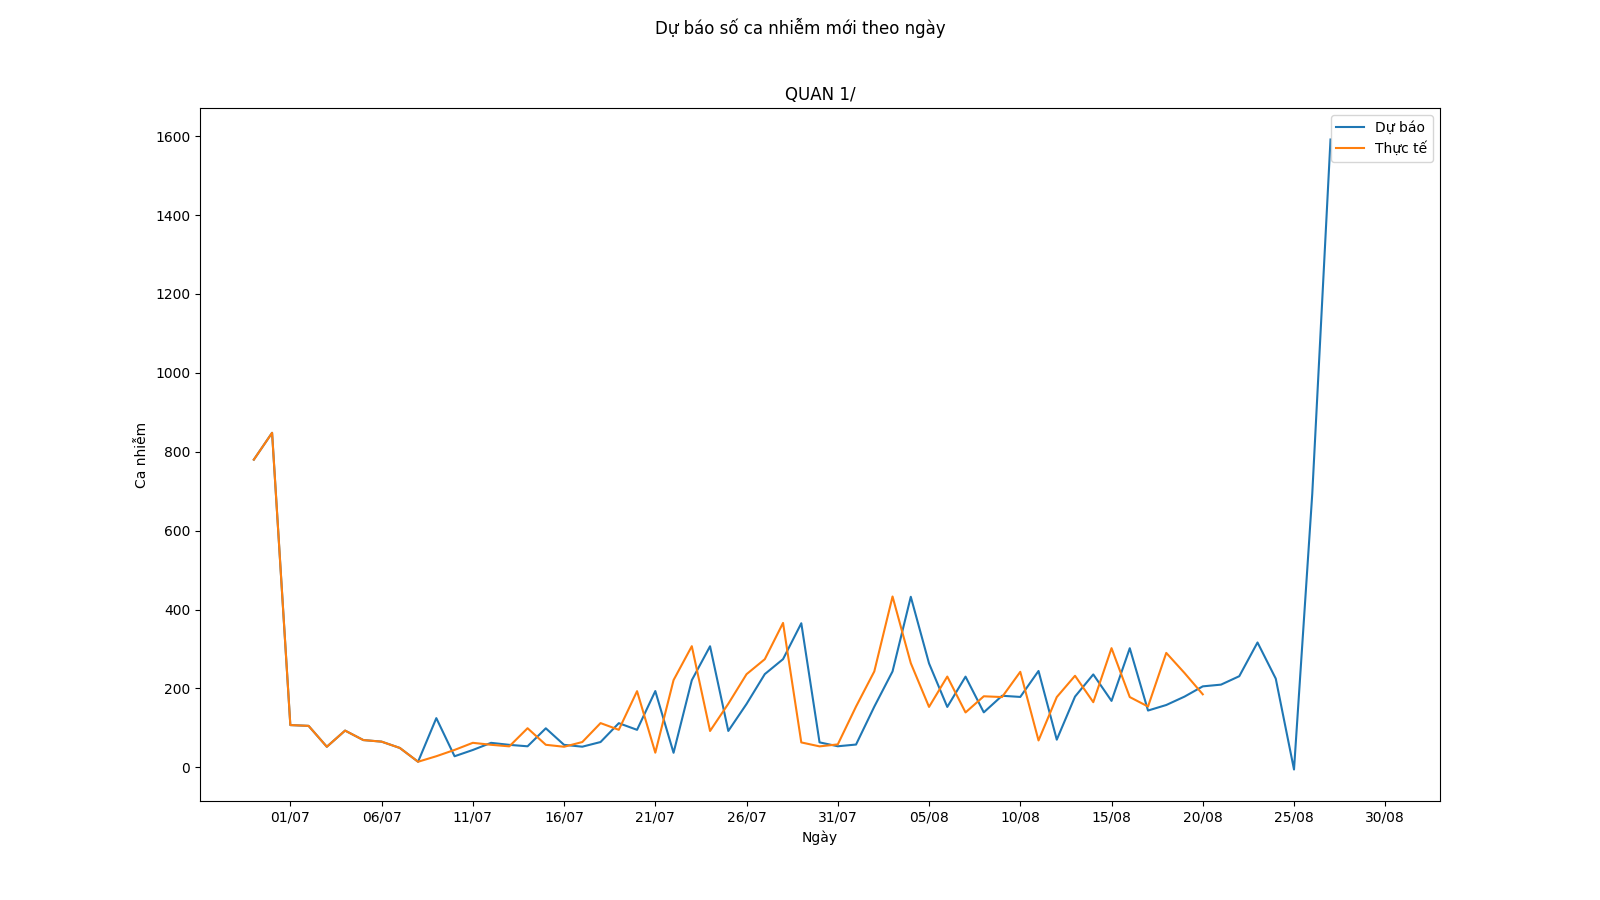 Dự báo số ca nhiễm mới theo ngày
QUAN 1/
Dự báo
Thực tế
1600
1400
1200
1000
800
600
400
200
0
Ca nhiễm
01/07 06/07 11/07 16/07 21/07 26/07 31/07 05/08 10/08 15/08 20/08 25/08 30/08
Ngày